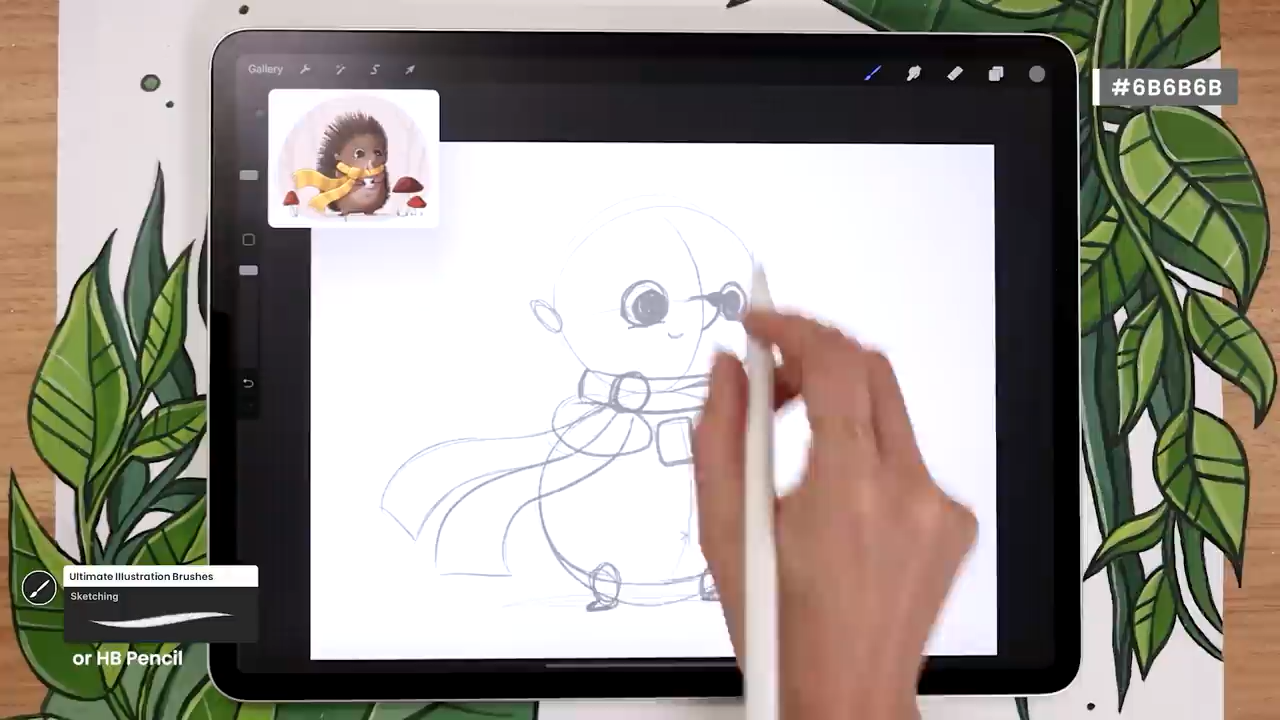 Gallery
#6B6B6B
Ultimate Illustration Brushes
Sketching
or HB Pencil